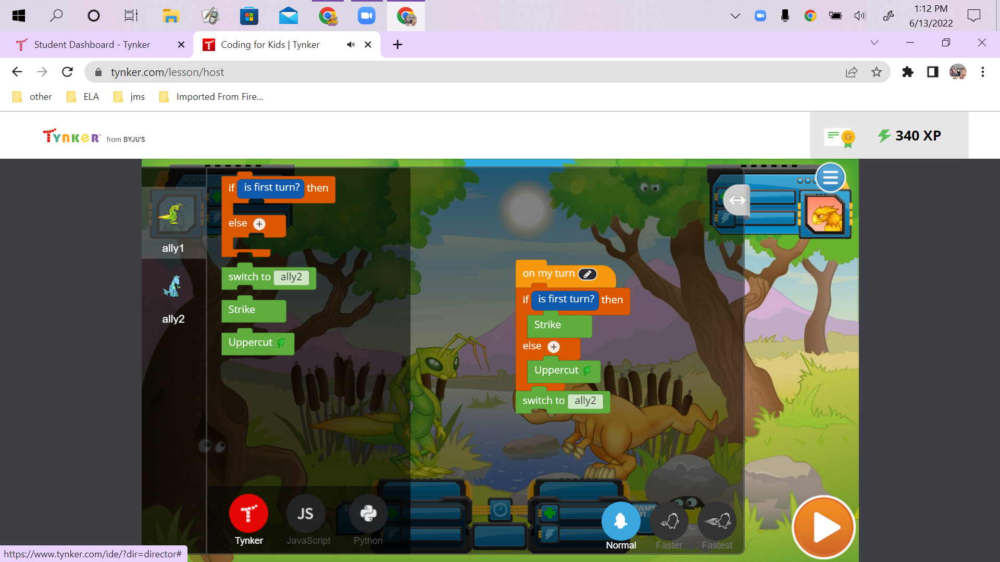 1:12 PM
6/13/2022
Student Dashboard - Tynker
Coding for Kids | Tynker
tynker.com/lesson/host
other
ELA
jms
Imported From Fire...
TYNKER from BYJU'S
340 XP
if is first turn? then
else
ally1
switch to ally2
Strike
ally2
Uppercut
on my turn
if is first turn? then
Strike
else
Uppercut
switch to ally2
JS
SWAPS
Tynker
JavaScript
Python
Normal
Faster
Fastest
https://www.tynker.com/ide/?dir=director#